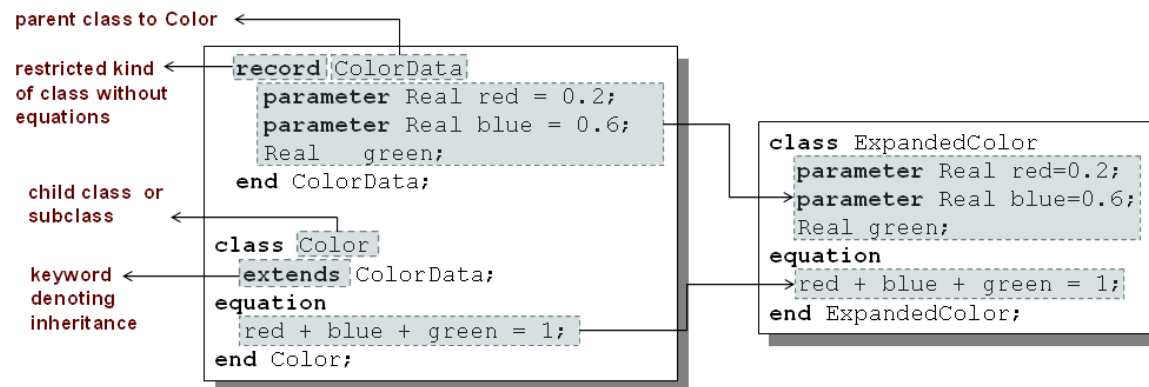 parent class to Color
restricted kind
of class without
equations
child class or
subclass
keyword
denoting
inheritance
record ColorData
parameter Real red = 0.2;
parameter Real blue = 0.6;
Real green;
end ColorData;
class Color
extends ColorData;
equation
red + blue + green = 1;
end Color;
class ExpandedColor
parameter Real red=0.2;
parameter Real blue=0.6;
Real green;
equation
red + blue + green = 1;
end ExpandedColor;